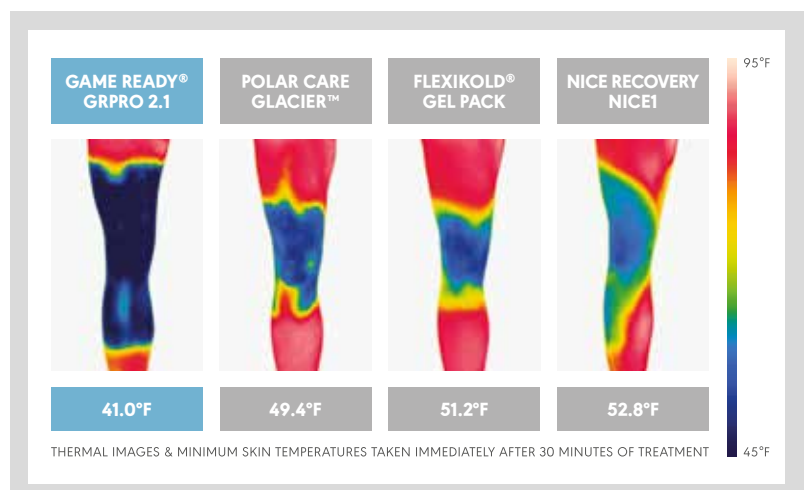 GAME READY®
GRPRO 2.1
POLAR CARE
GLACIER™
FLEXIKOLD®
GEL PACK
NICE RECOVERY
NICE1
95°F
41.0°F
49.4°F
51.2°F
52.8°F
THERMAL IMAGES & MINIMUM SKIN TEMPERATURES TAKEN IMMEDIATELY AFTER 30 MINUTES OF TREATMENT
45°F